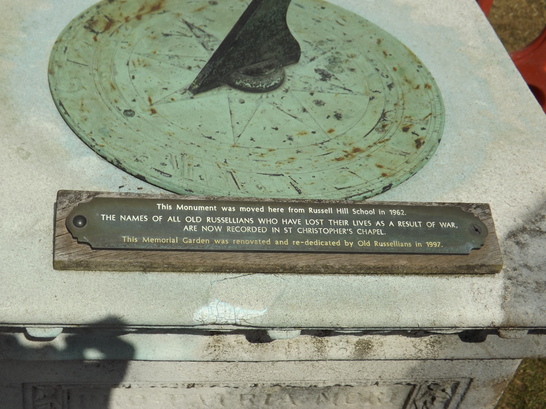 This Monument was moved here from Russell Hill School in 1962.
THE NAMES OF ALL OLD RUSSELLIANS WHO HAVE LOST THEIR LIVES AS A RESULT OF WAR,
ARE NOW RECORDED IN ST CHRISTOPHER'S CHAPEL.
This Memorial Garden was renovated and re-dedicated by Old Russellians in 1997.